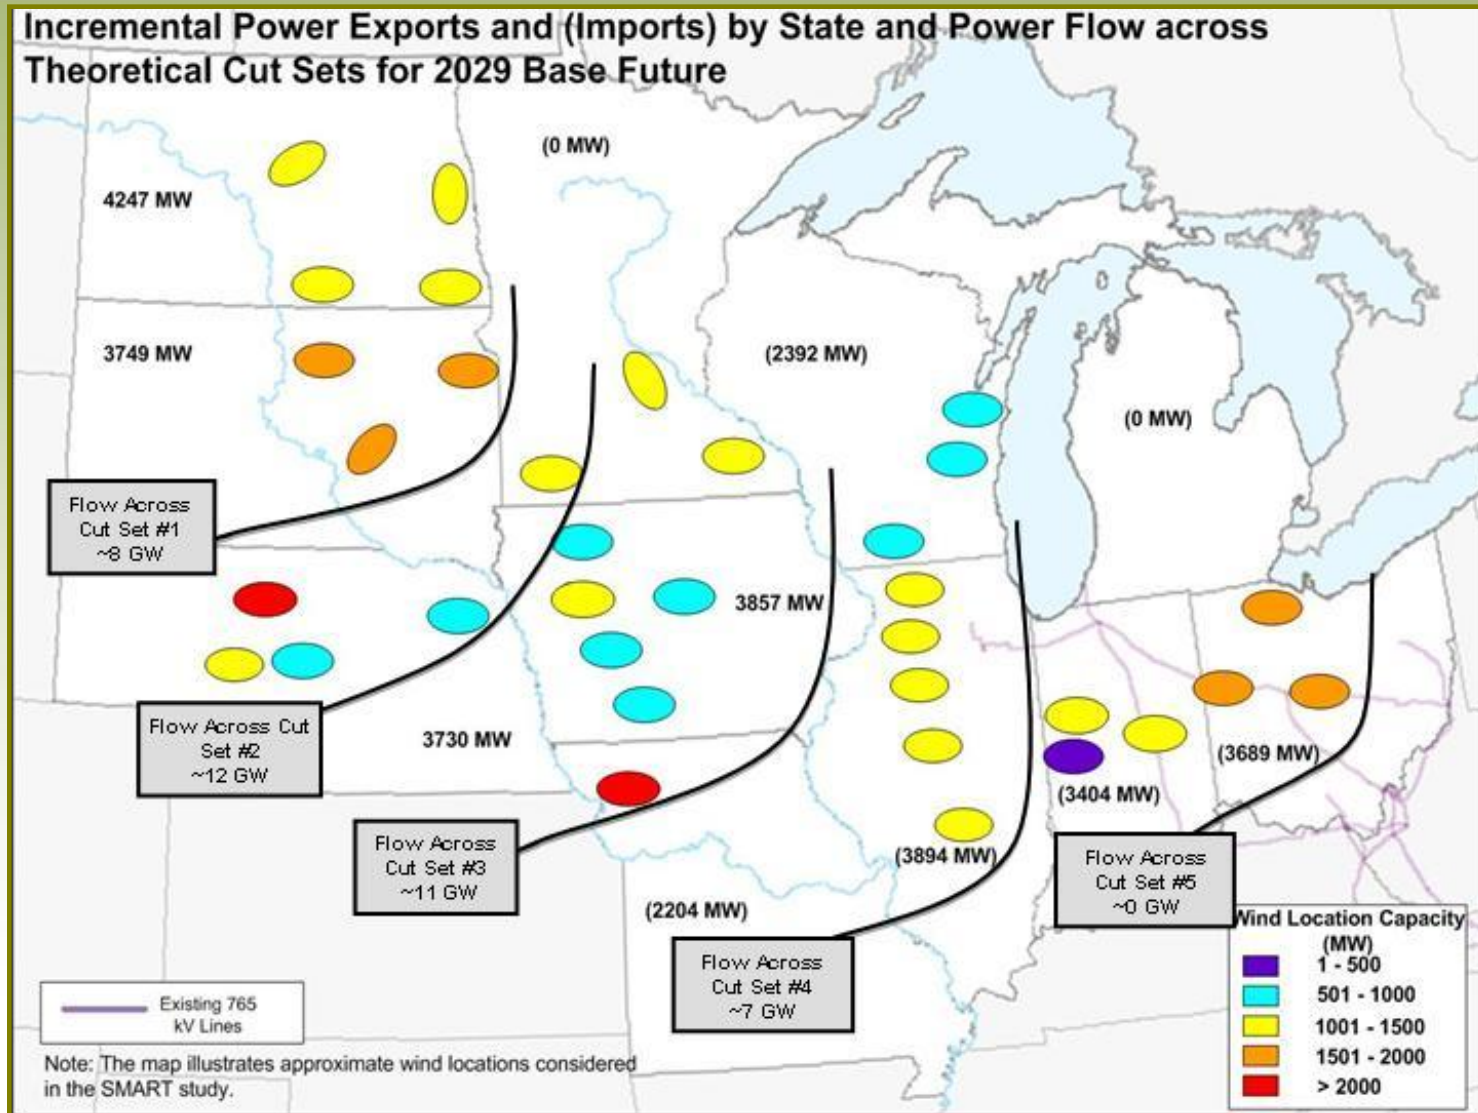 Incremental Power Exports and (Imports) by State and Power Flow across
Theoretical Cut Sets for 2029 Base Future
(0 MW)
4247 MW
3749 MW
(2392 MW)
(0 MW)
Flow Across
Cut Set #1
~8 GW
3857 MW
Flow Across Cut
Set #2
~12 GW
3730 MW
(3689 MW)
(3404 MW)
Flow Across
Cut Set #3
~11 GW
(3894 MW)
Flow Across
Cut Set #5
~0 GW
(2204 MW)
Flow Across
Cut Set #4
~7 GW
Wind Location Capacity
(MW)
1 - 500
501 - 1000
1001 - 1500
1501 - 2000
> 2000
Existing 765
kV Lines
Note: The map illustrates approximate wind locations considered
in the SMART study.